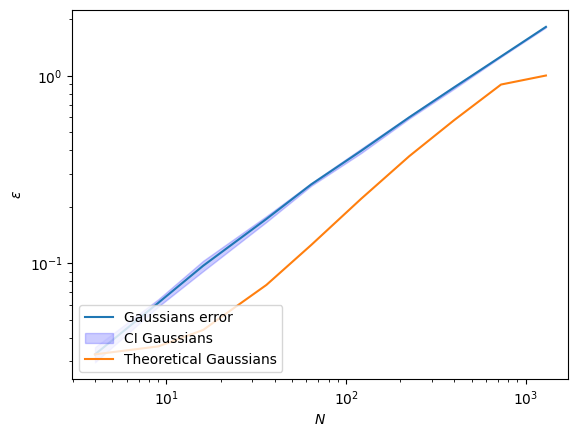 10⁰
10⁻¹
ε
Gaussians error
CI Gaussians
Theoretical Gaussians
10¹
10²
10³
N